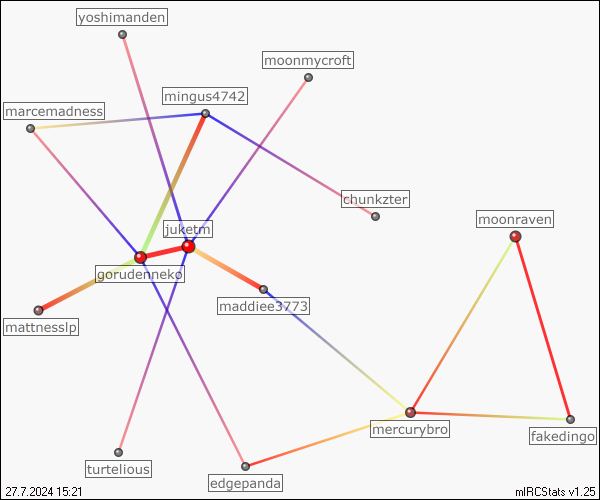 yoshimanden
moonmycroft
mingus4742
marcemadness
chunkzter
moonraven
juketm
gorudenneko
maddiee3773
mattnesslp
mercurybro
fakedingo
turtelious
edgepanda
27.7.2024 15:21
mIRCStats v1.25